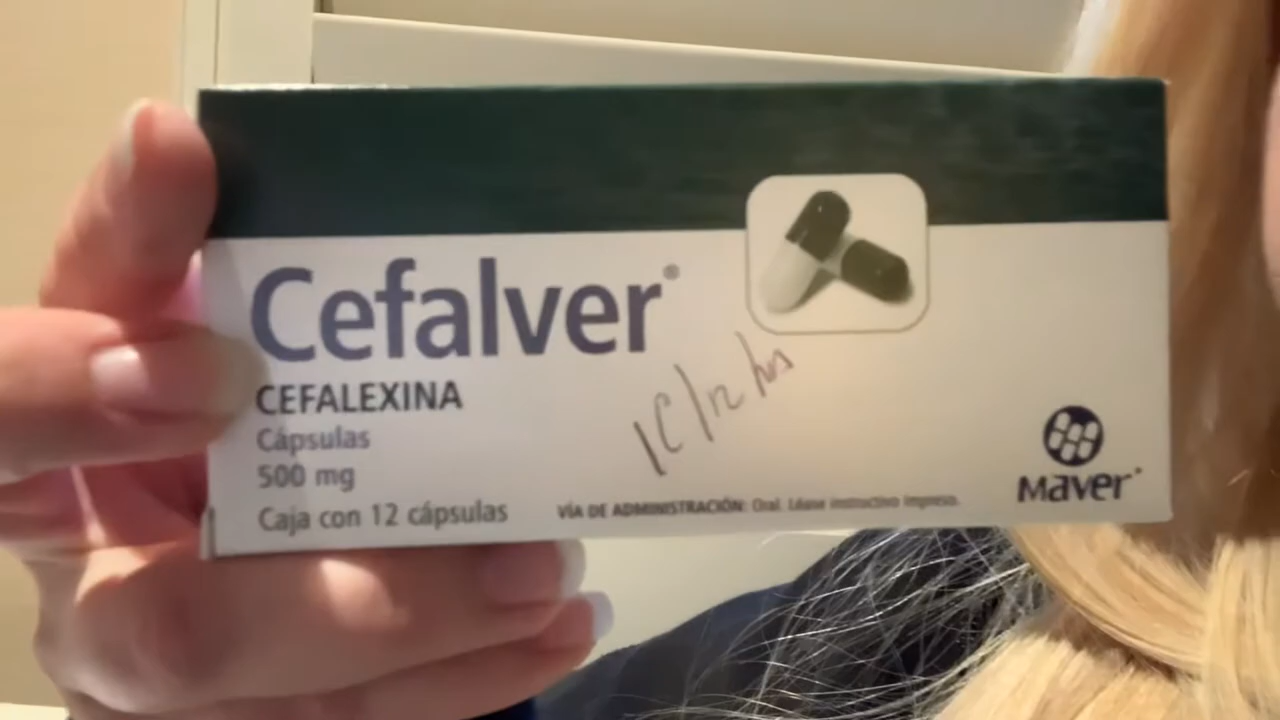 Cefalver®
CEFALEXINA
Cápsulas
500 mg
Caja con 12 cápsulas
1C/12 hrs
VÍA DE ADMINISTRACIÓN: Oral. Léase instructivo impreso.
Maver®